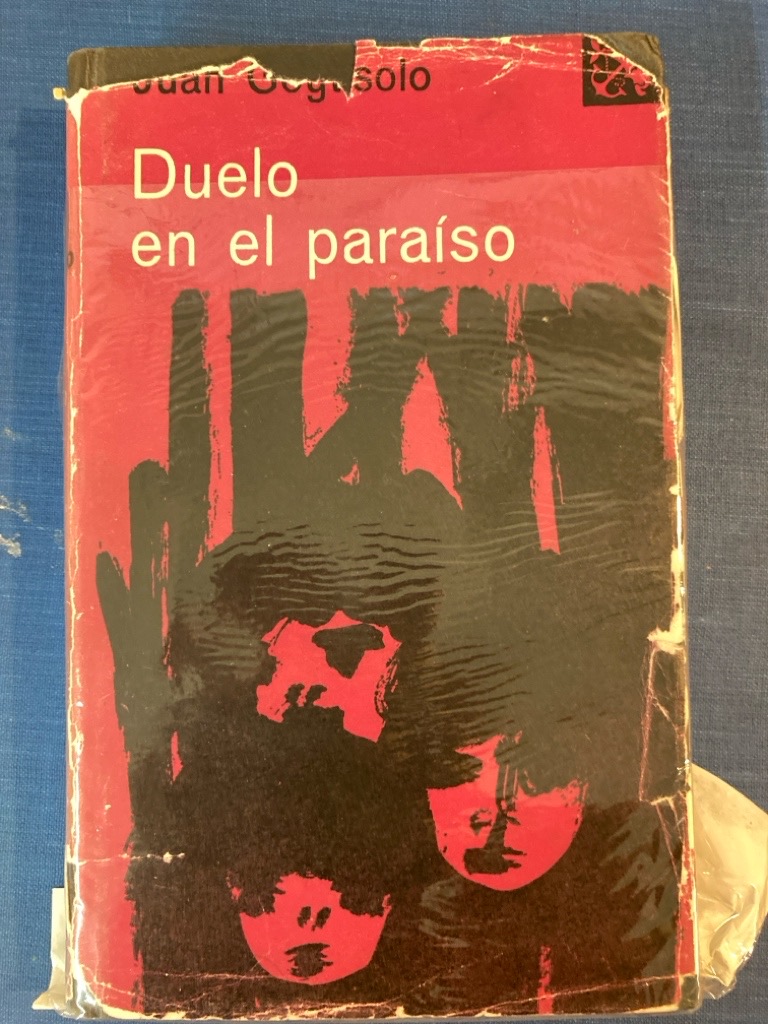 Juan Goytisolo
Duelo
en el paraíso